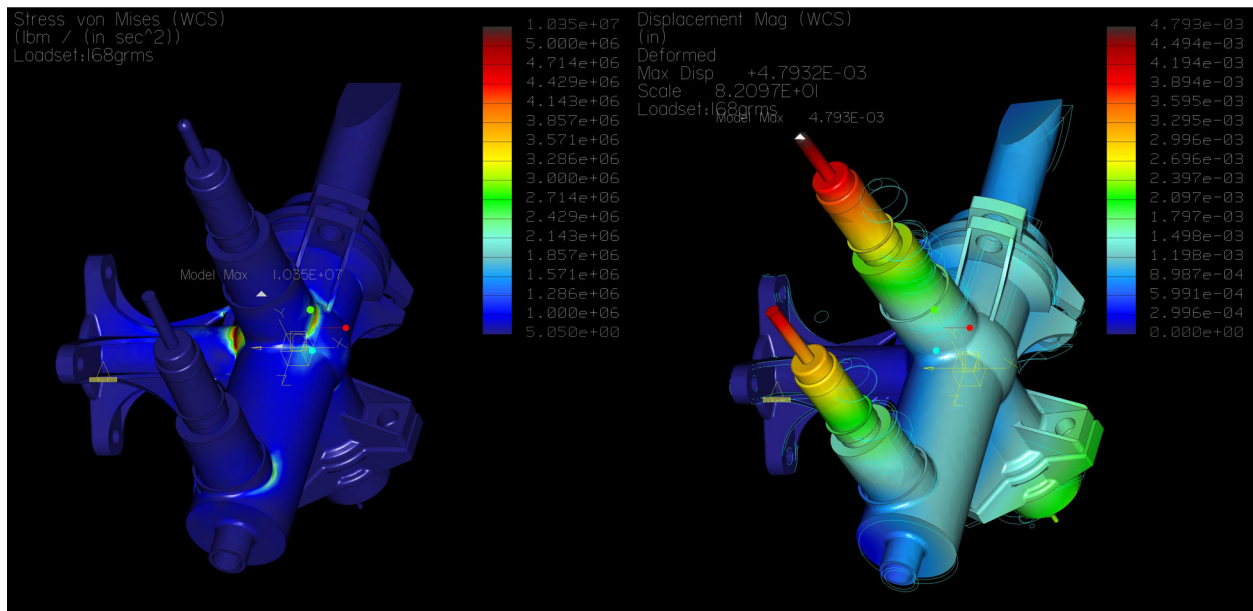 Stress von Mises (WCS)
(lbm / (in sec^2))
Loadset:168grms
1.035e+07
5.000e+06
4.714e+06
4.429e+06
4.143e+06
3.857e+06
3.571e+06
3.286e+06
3.000e+06
2.714e+06
2.429e+06
2.143e+06
1.857e+06
1.571e+06
1.286e+06
1.000e+06
5.050e+00
Model Max 1.035E+07
Y
X
Z
Displacement Mag (WCS)
(in)
Deformed
Max Disp +4.7932E-03
Scale 8.2097E+01
Loadset:168grms
Model Max 4.793E-03
4.793e-03
4.494e-03
3.894e-03
3.595e-03
3.295e-03
2.996e-03
2.696e-03
2.397e-03
2.097e-03
1.797e-03
1.498e-03
1.198e-03
8.987e-04
5.991e-04
2.996e-04
0.000e+00
X
Z